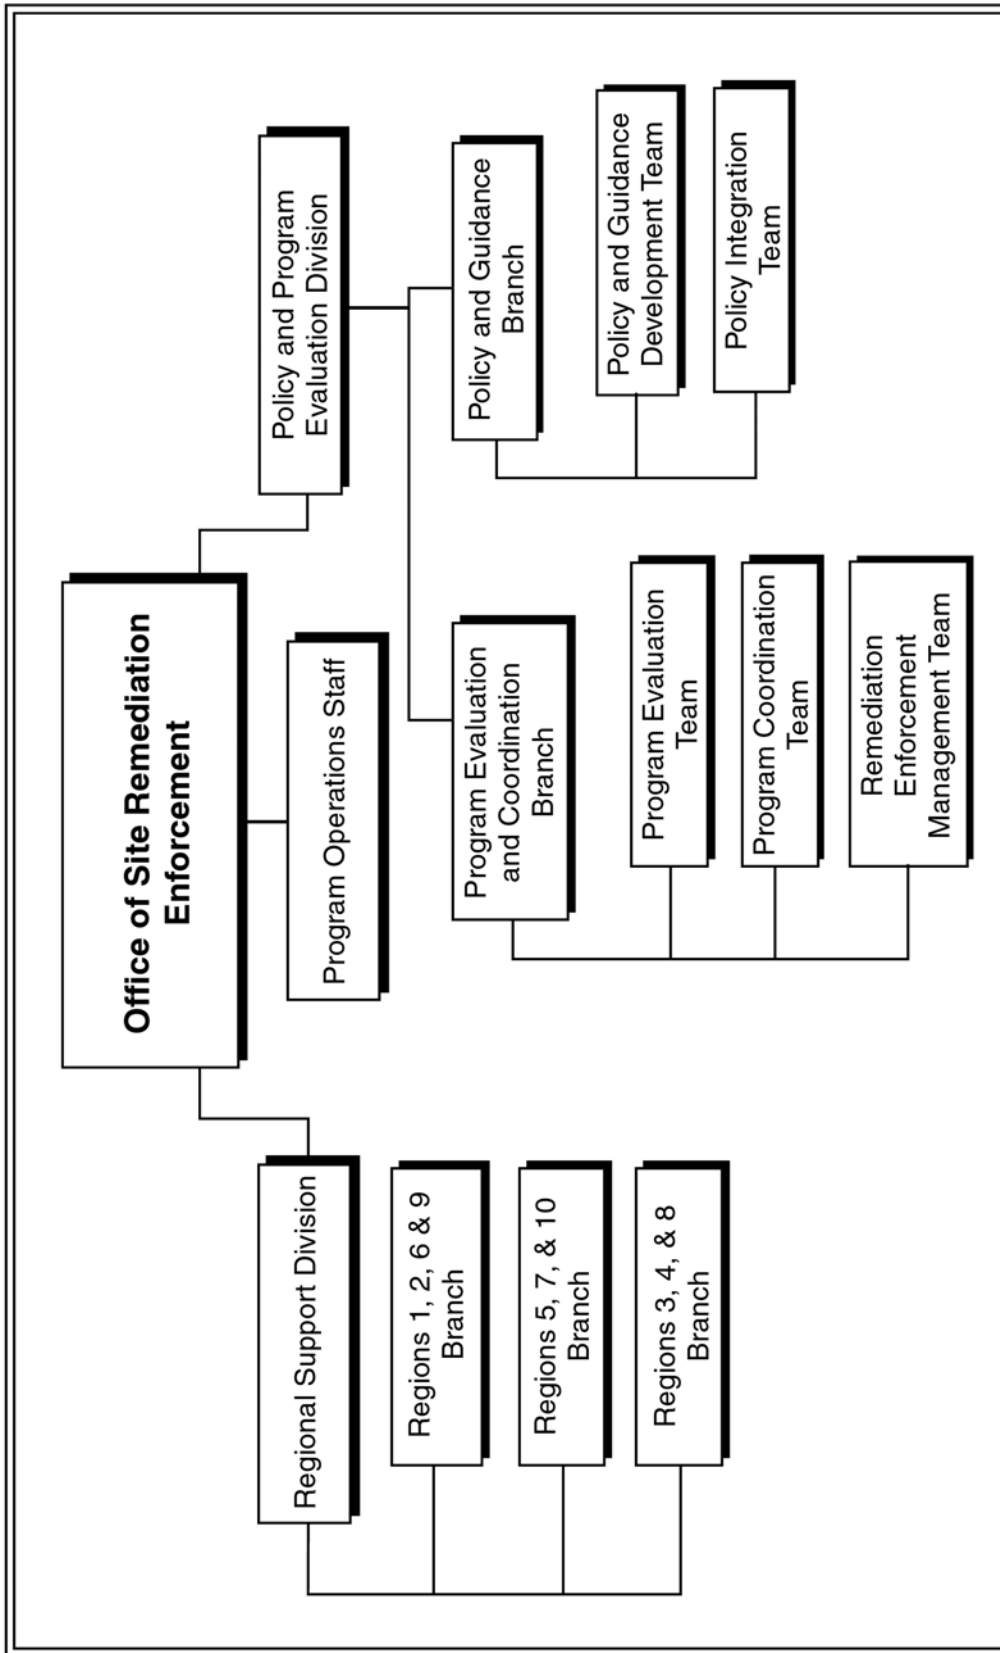 Office of Site Remediation
Enforcement
Regional Support Division
Regions 1, 2, 6 & 9
Branch
Regions 5, 7, & 10
Branch
Regions 3, 4, & 8
Branch
Program Operations Staff
Policy and Program
Evaluation Division
Program Evaluation
and Coordination
Branch
Program Evaluation
Team
Program Coordination
Team
Remediation
Enforcement
Management Team
Policy and Guidance
Branch
Policy and Guidance
Development Team
Policy Integration
Team